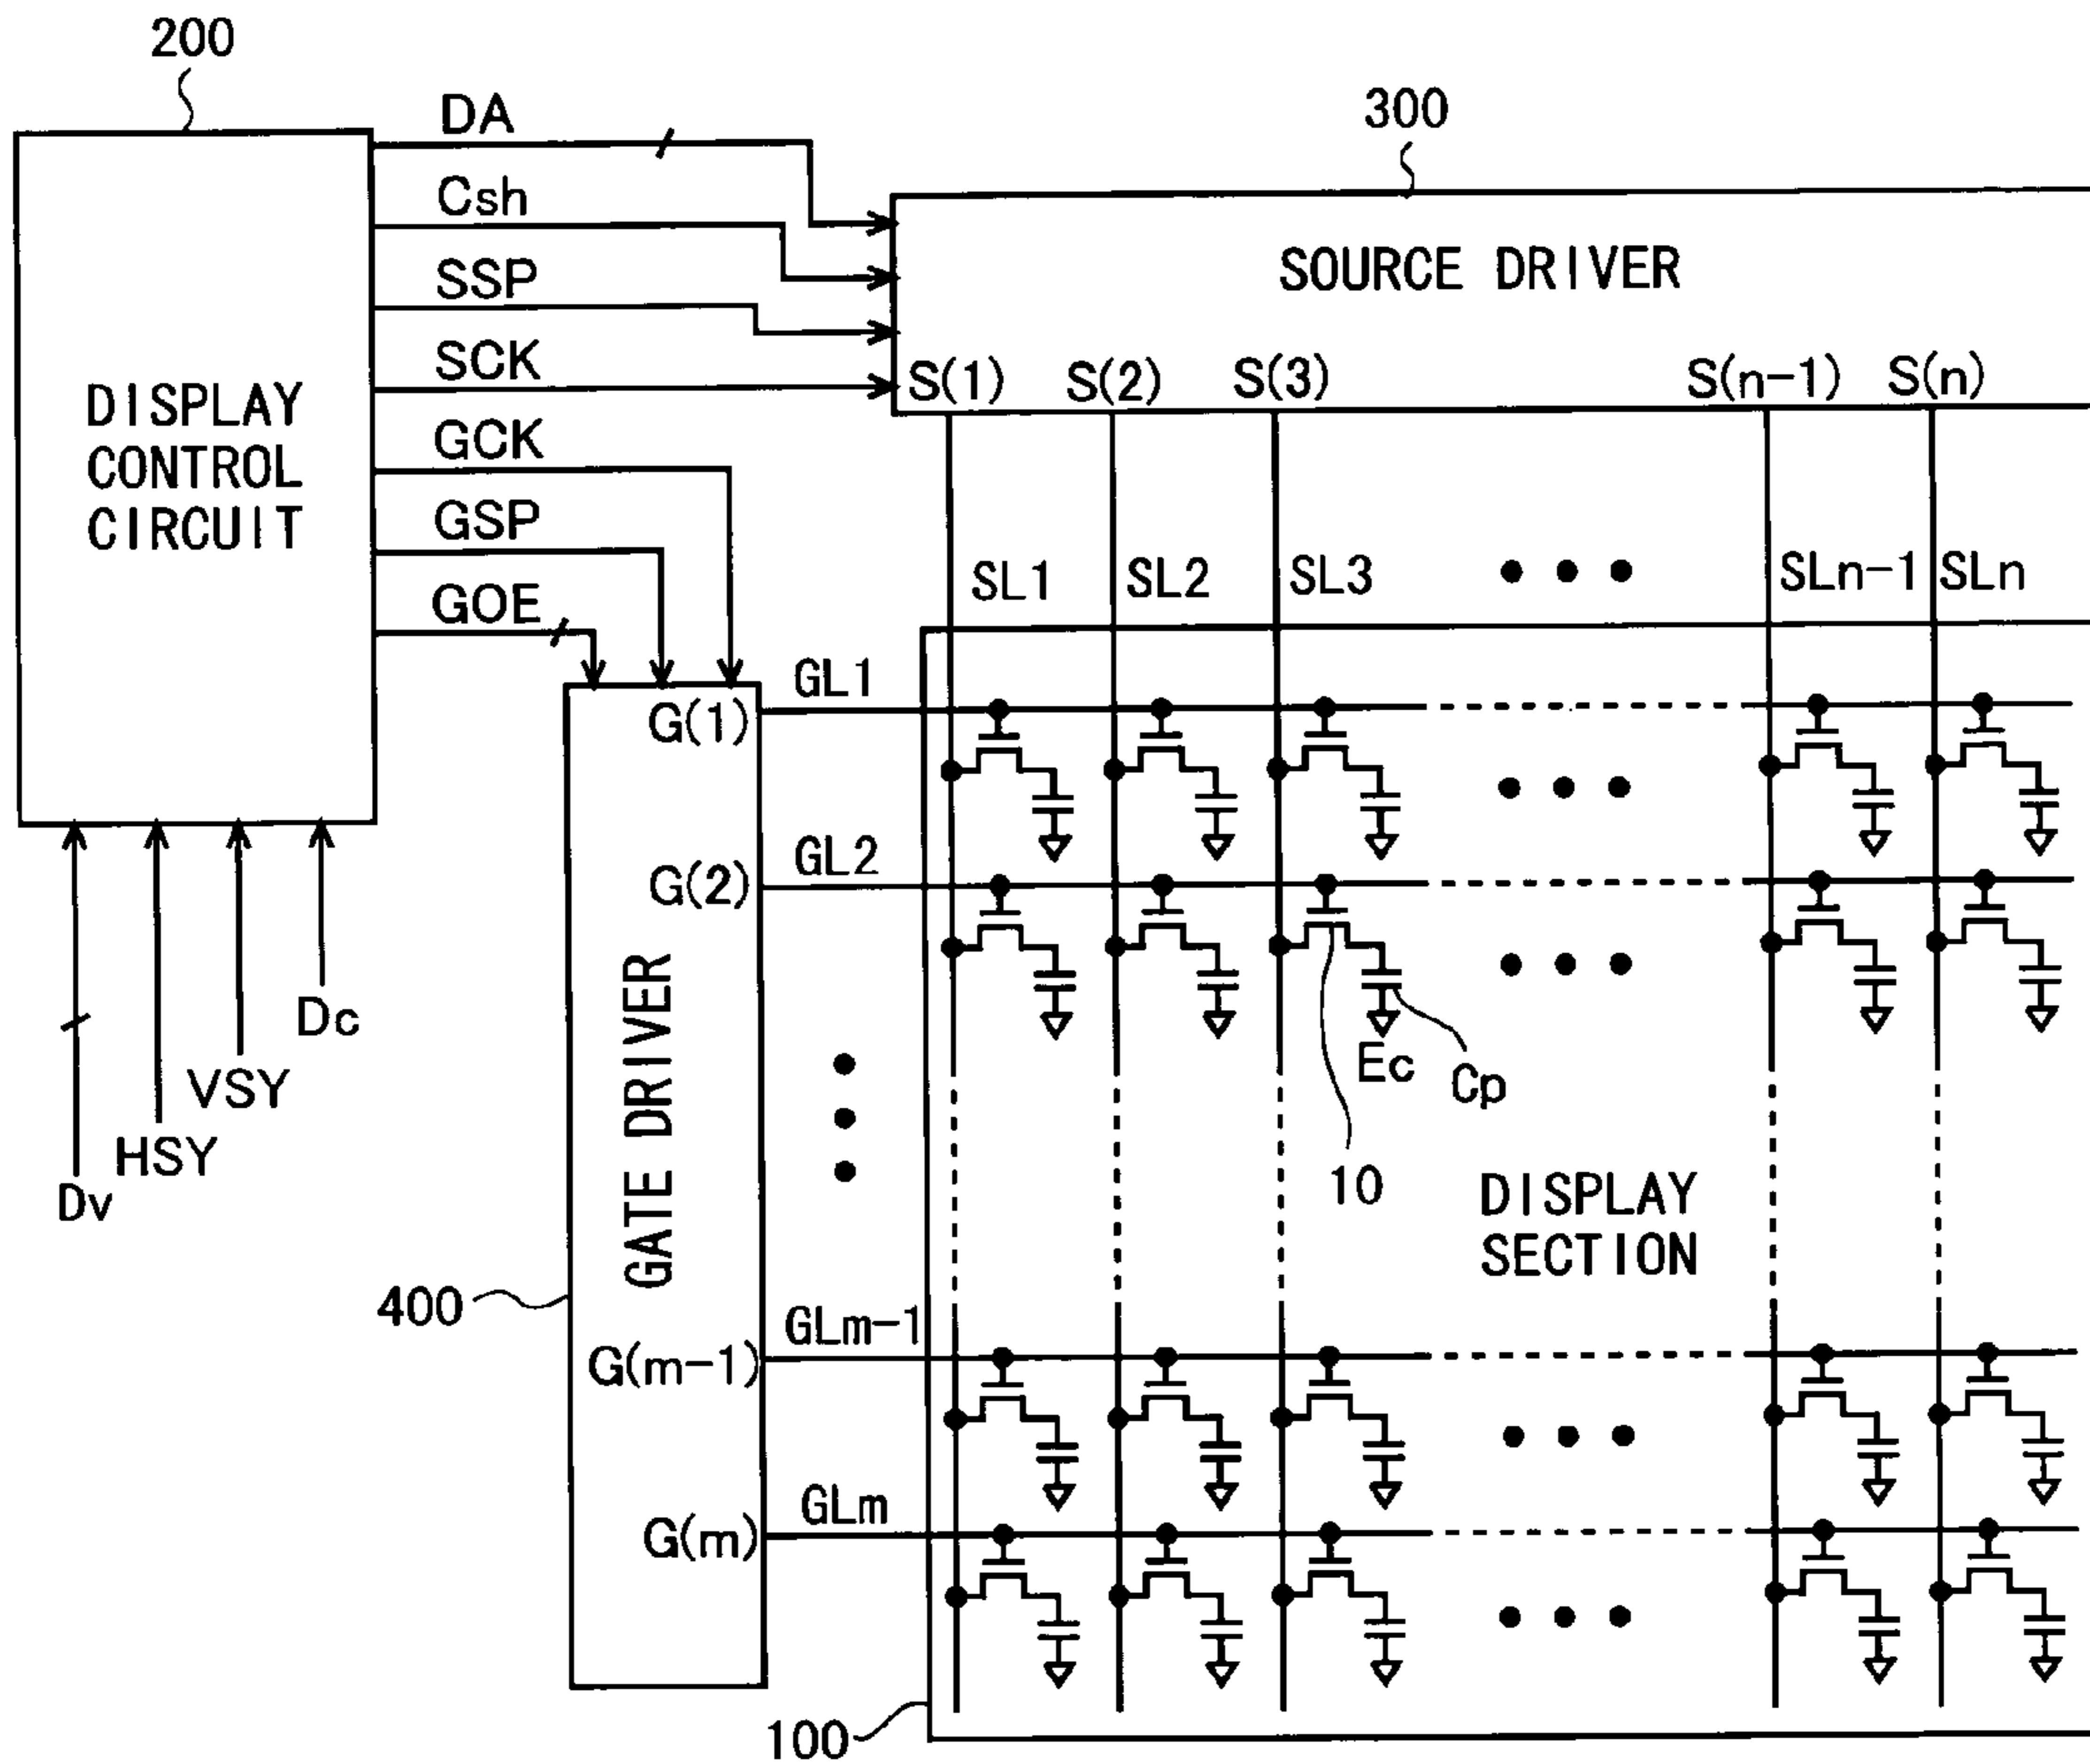 200
DA
300
Csh
SSP
SOURCE DRIVER
SCK
S(1) S(2) S(3) S(n-1) S(n)
DISPLAY
CONTROL
CIRCUIT
GCK
GSP
GOE
SL1 SL2 SL3 SLn-1 SLn
GL1
G(1)
GL2
G(2)
GATE DRIVER
Dc
VSY
HSY
Dv
Ec
Cp
10
DISPLAY
SECTION
400
GLm-1
G(m-1)
GLm
G(m)
100